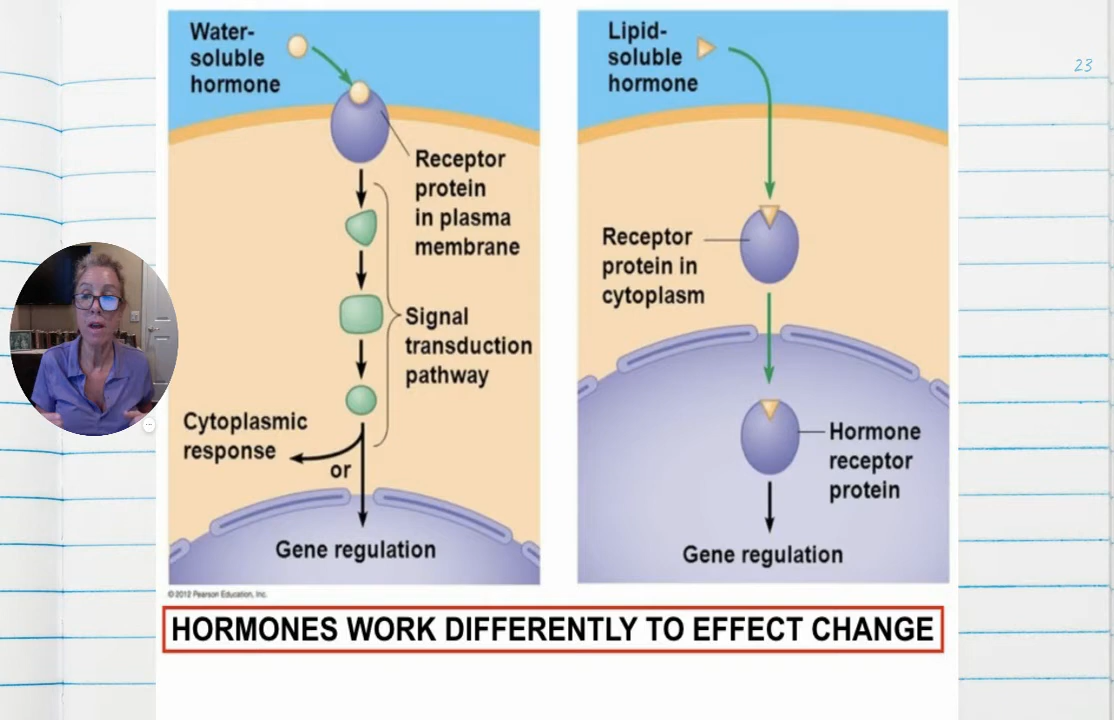 Water-
soluble
hormone
Receptor
protein
in plasma
membrane
Signal
transduction
pathway
Cytoplasmic
response
or
Gene regulation
© 2012 Pearson Education, Inc.
Lipid-
soluble
hormone
Receptor
protein in
cytoplasm
Hormone
receptor
protein
Gene regulation
23
HORMONES WORK DIFFERENTLY TO EFFECT CHANGE